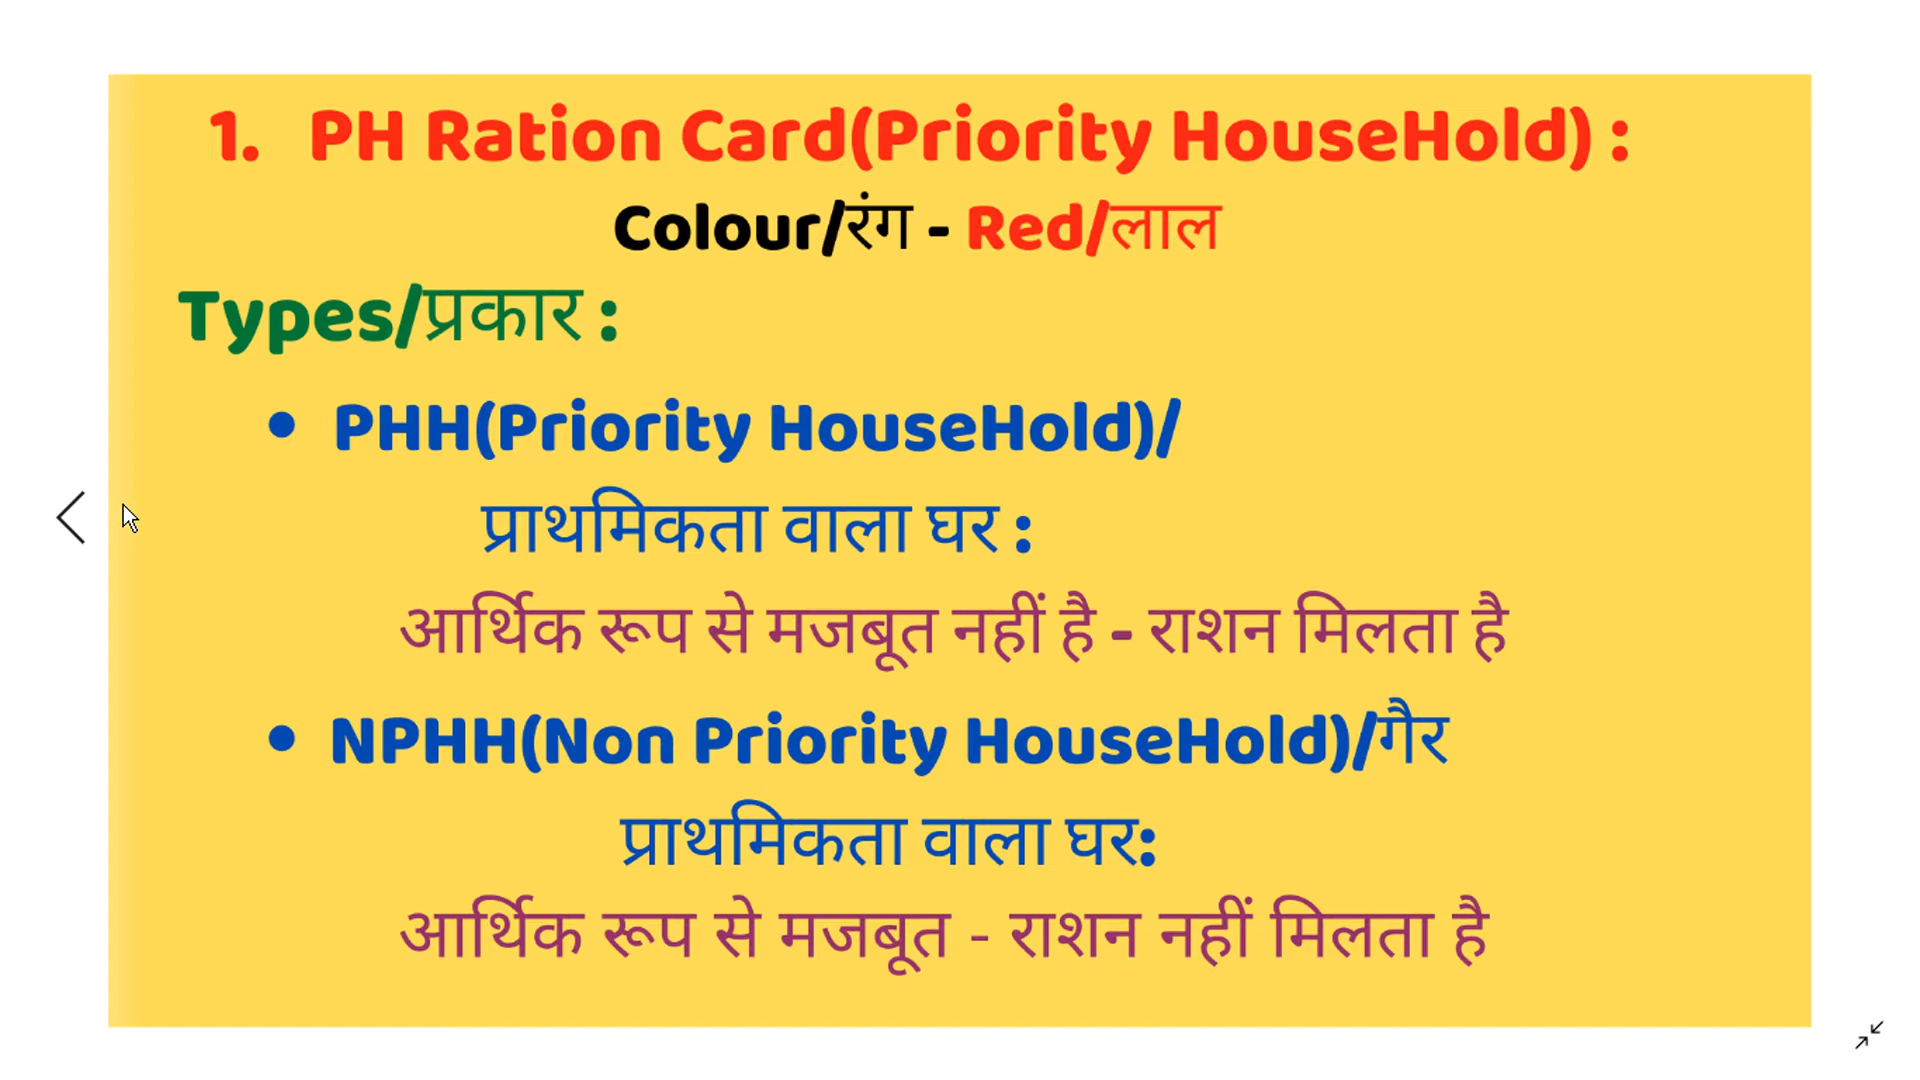 1. PH Ration Card(Priority HouseHold) :
Colour/रंग - Red/लाल
Types/प्रकार :
• PHH(Priority HouseHold)/
प्राथमिकता वाला घर :
आर्थिक रूप से मजबूत नहीं है - राशन मिलता है
• NPHH(Non Priority HouseHold)/गैर
प्राथमिकता वाला घर:
आर्थिक रूप से मजबूत - राशन नहीं मिलता है